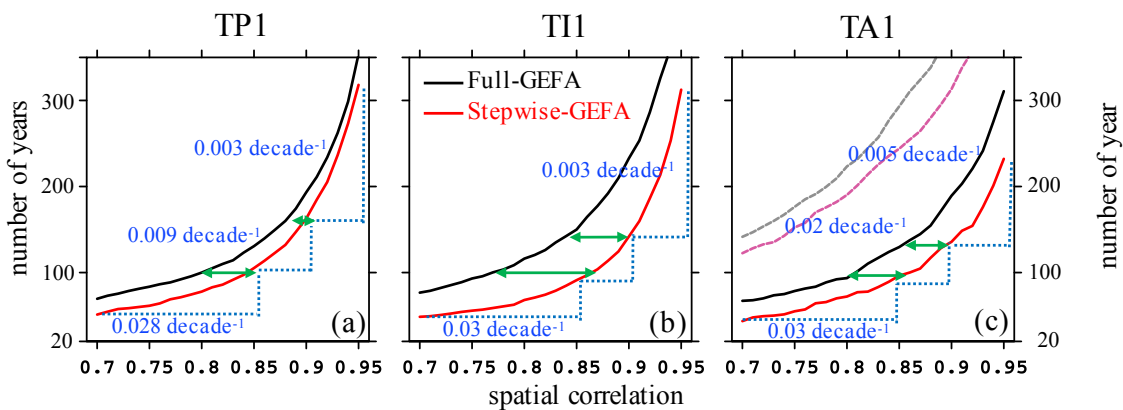 TP1 TI1 TA1
number of years
300
200
100
20
0.003 decade-1
0.009 decade-1
0.028 decade-1
(a)
0.7 0.75 0.8 0.85 0.9 0.95
Full-GEFA
Stepwise-GEFA
0.003 decade-1
0.03 decade-1
(b)
0.7 0.75 0.8 0.85 0.9 0.95
0.005 decade-1
0.02 decade-1
0.03 decade-1
(c)
0.7 0.75 0.8 0.85 0.9 0.95
300
200
100
20
number of year
spatial correlation